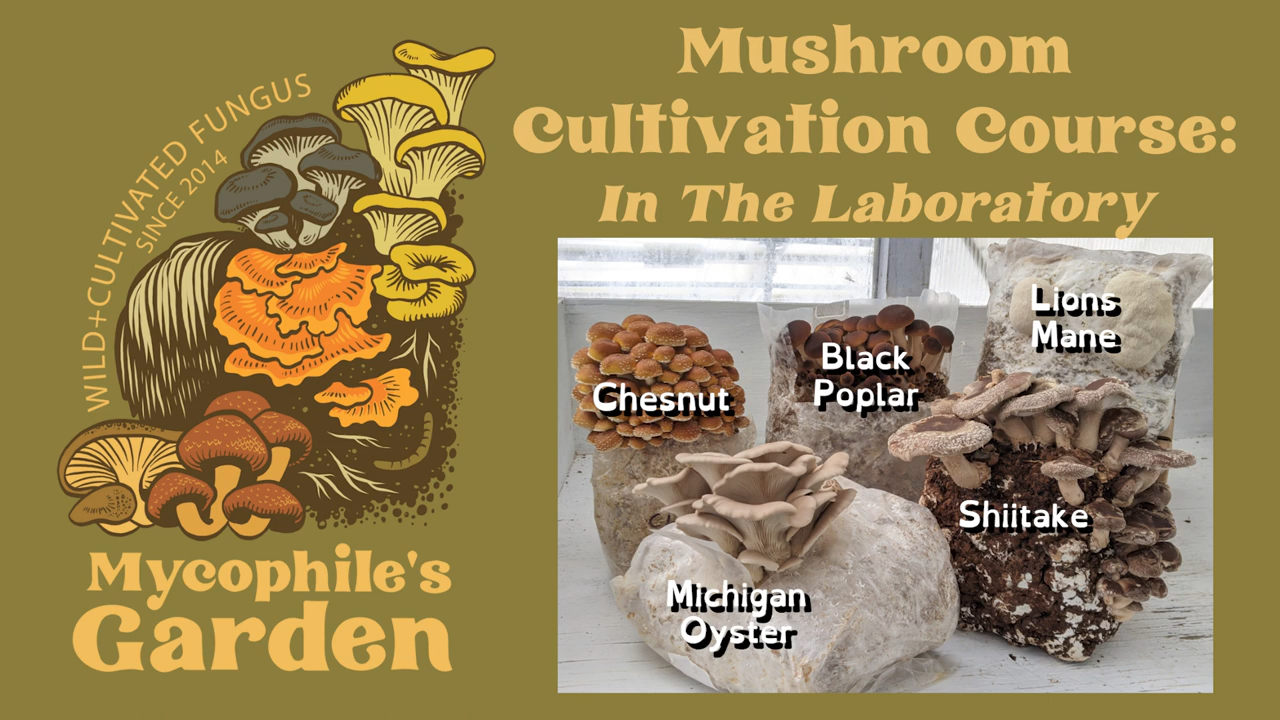 WILD+CULTIVATED FUNGUS
SINCE 2014
Mycophile's
Garden
Mushroom
Cultivation Course:
In The Laboratory
Chesnut
Black
Poplar
Lions
Mane
Shiitake
Michigan
Oyster